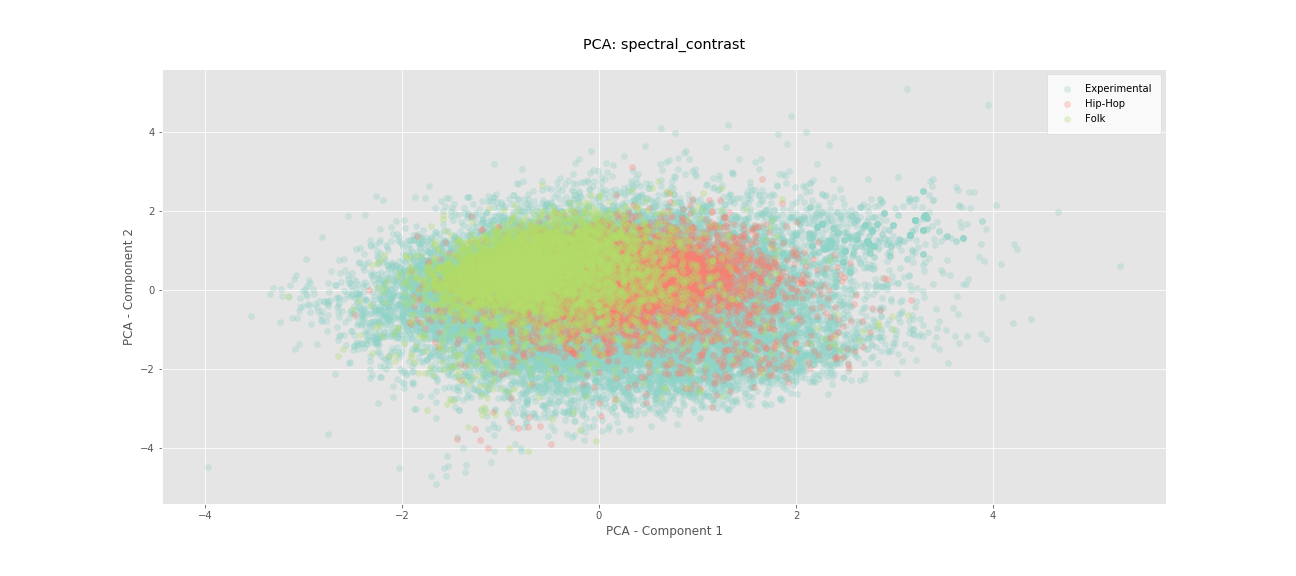 PCA: spectral_contrast
Experimental
Hip-Hop
Folk
4
2
0
−2
−4
PCA - Component 2
−4
−2
0
2
4
PCA - Component 1